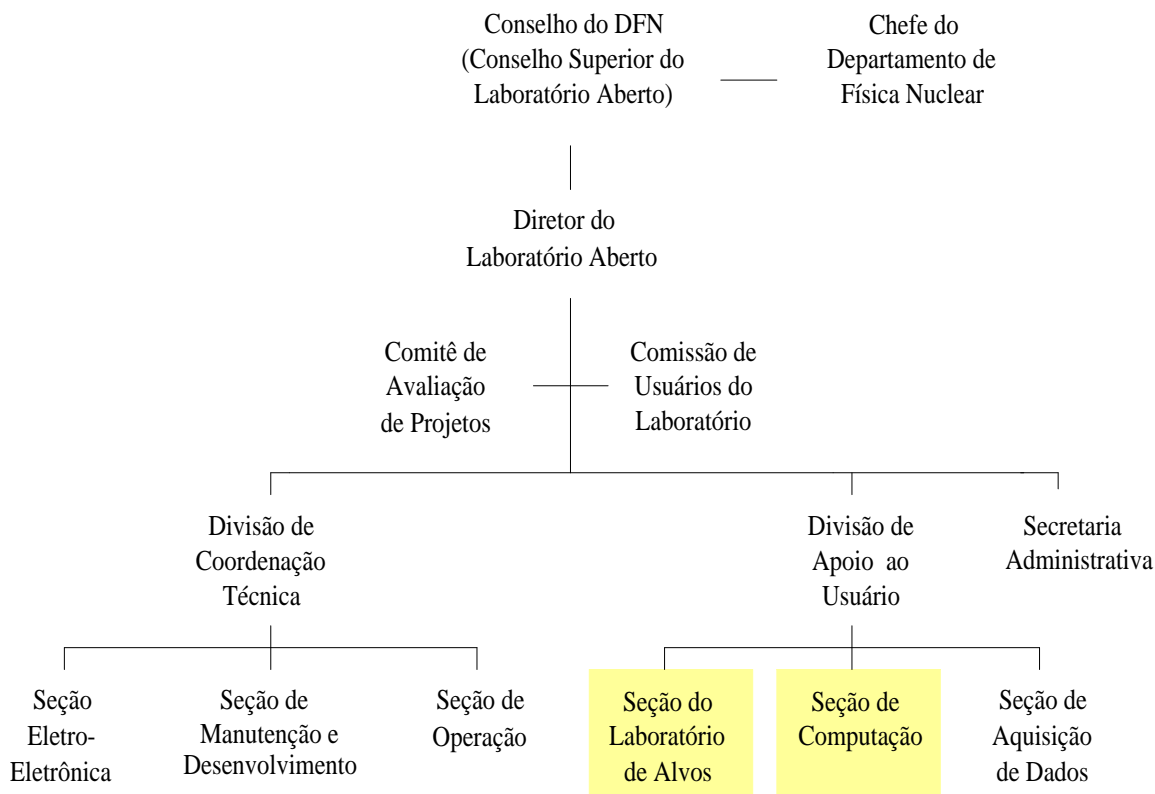 Conselho do DFN
(Conselho Superior do
Laboratório Aberto)
Chefe do
Departamento de
Física Nuclear
Diretor do
Laboratório Aberto
Comitê de
Avaliação
de Projetos
Comissão de
Usuários do
Laboratório
Divisão de
Coordenação
Técnica
Divisão de
Apoio ao
Usuário
Secretaria
Administrativa
Seção
Eletro-
Eletrônica
Seção de
Manutenção e
Desenvolvimento
Seção de
Operação
Seção do
Laboratório
de Alvos
Seção de
Computação
Seção de
Aquisição
de Dados